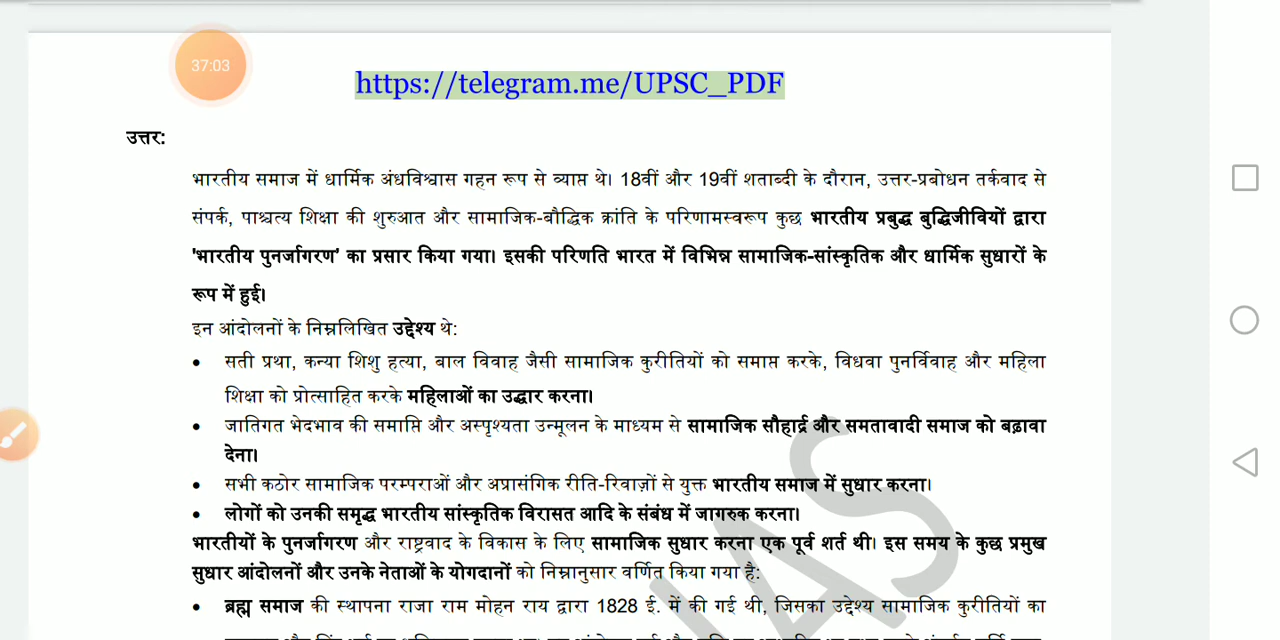 37:03
https://telegram.me/UPSC_PDF
उत्तर:
भारतीय समाज में धार्मिक अंधविश्वास गहन रूप से व्याप्त थे। 18वीं और 19वीं शताब्दी के दौरान, उत्तर-प्रबोधन तर्कवाद से
संपर्क, पाश्चत्य शिक्षा की शुरुआत और सामाजिक-बौद्धिक क्रांति के परिणामस्वरूप कुछ भारतीय प्रबुद्ध बुद्धिजीवियों द्वारा
'भारतीय पुनर्जागरण' का प्रसार किया गया। इसकी परिणति भारत में विभिन्न सामाजिक-सांस्कृतिक और धार्मिक सुधारों के
रूप में हुई।
इन आंदोलनों के निम्नलिखित उद्देश्य थे:
• सती प्रथा, कन्या शिशु हत्या, बाल विवाह जैसी सामाजिक कुरीतियों को समाप्त करके, विधवा पुनर्विवाह और महिला
शिक्षा को प्रोत्साहित करके महिलाओं का उद्धार करना।
• जातिगत भेदभाव की समाप्ति और अस्पृश्यता उन्मूलन के माध्यम से सामाजिक सौहार्द्र और समतावादी समाज को बढ़ावा
देना।
• सभी कठोर सामाजिक परम्पराओं और अप्रासंगिक रीति-रिवाज़ों से युक्त भारतीय समाज में सुधार करना।
• लोगों को उनकी समृद्ध भारतीय सांस्कृतिक विरासत आदि के संबंध में जागरुक करना।
भारतीयों के पुनर्जागरण और राष्ट्रवाद के विकास के लिए सामाजिक सुधार करना एक पूर्व शर्त थी। इस समय के कुछ प्रमुख
सुधार आंदोलनों और उनके नेताओं के योगदानों को निम्नानुसार वर्णित किया गया है:
• ब्रह्म समाज की स्थापना राजा राम मोहन राय द्वारा 1828 ई. में की गई थी, जिसका उद्देश्य सामाजिक कुरीतियों का
IAS